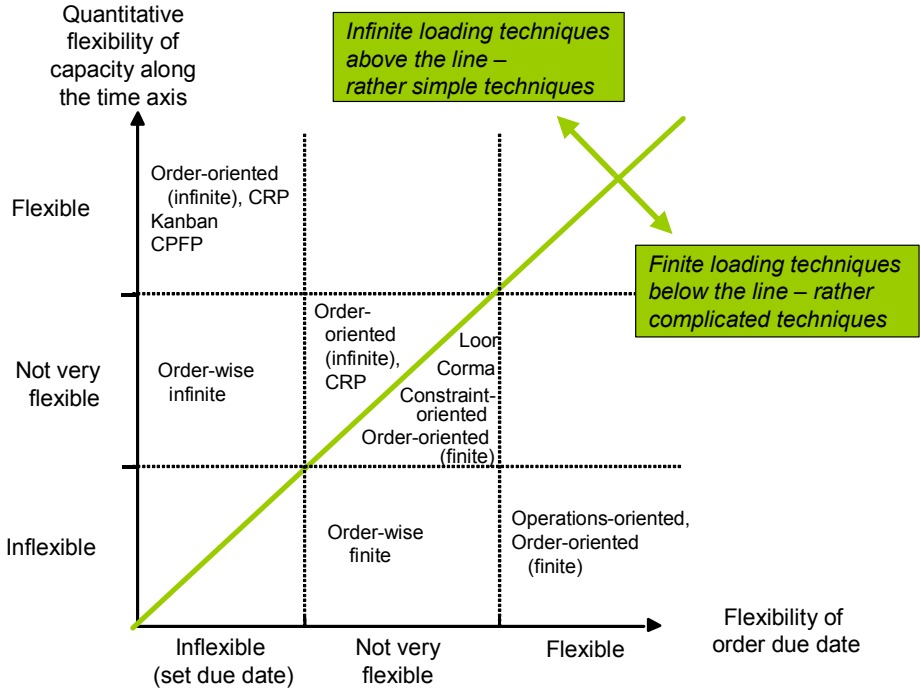 Quantitative
flexibility of
capacity along
the time axis
Infinite loading techniques
above the line –
rather simple techniques
Flexible
Order-oriented
(infinite), CRP
Kanban
CPFP
Finite loading techniques
below the line – rather
complicated techniques
Not very
flexible
Order-wise
infinite
Order-
oriented
(infinite),
CRP
Loor
Corma
Constraint-
oriented
Order-oriented
(finite)
Inflexible
Order-wise
finite
Operations-oriented,
Order-oriented
(finite)
Inflexible
(set due date)
Not very
flexible
Flexible
Flexibility of
order due date